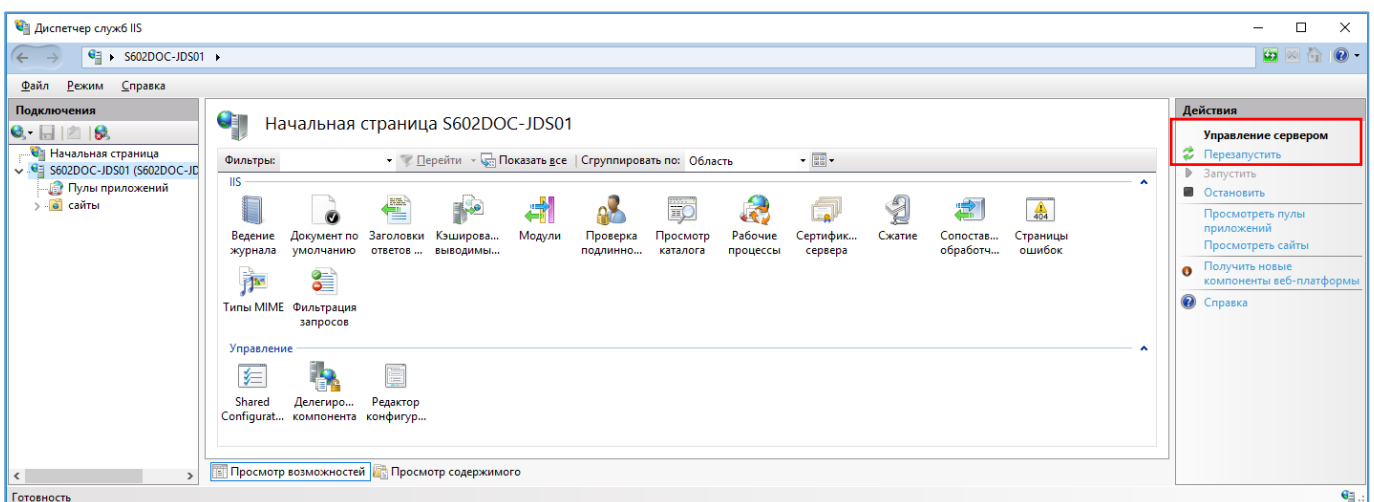 Диспетчер служб IIS
S602DOC-JDS01
Файл Режим Справка
Подключения
Начальная страница
S602DOC-JDS01 (S602DOC-JD
Пулы приложений
сайты
Начальная страница S602DOC-JDS01
Фильтры: Перейти Показать все Сгруппировать по: Область
IIS
Ведение журнала
Документ по умолчанию
Заголовки ответов ...
Кэширова... выводимы...
Модули
Проверка подлинно...
Просмотр каталога
Рабочие процессы
Сертифик... сервера
Сжатие
Сопостав... обработч...
404
Страницы ошибок
Типы MIME
Фильтрация запросов
Управление
Shared Configurat...
Делегиро... компонента
Редактор конфигур...
Просмотр возможностей Просмотр содержимого
Действия
Управление сервером
Перезапустить
Запустить
Остановить
Просмотреть пулы
приложений
Просмотреть сайты
Получить новые
компоненты веб-платформы
Справка
Готовность